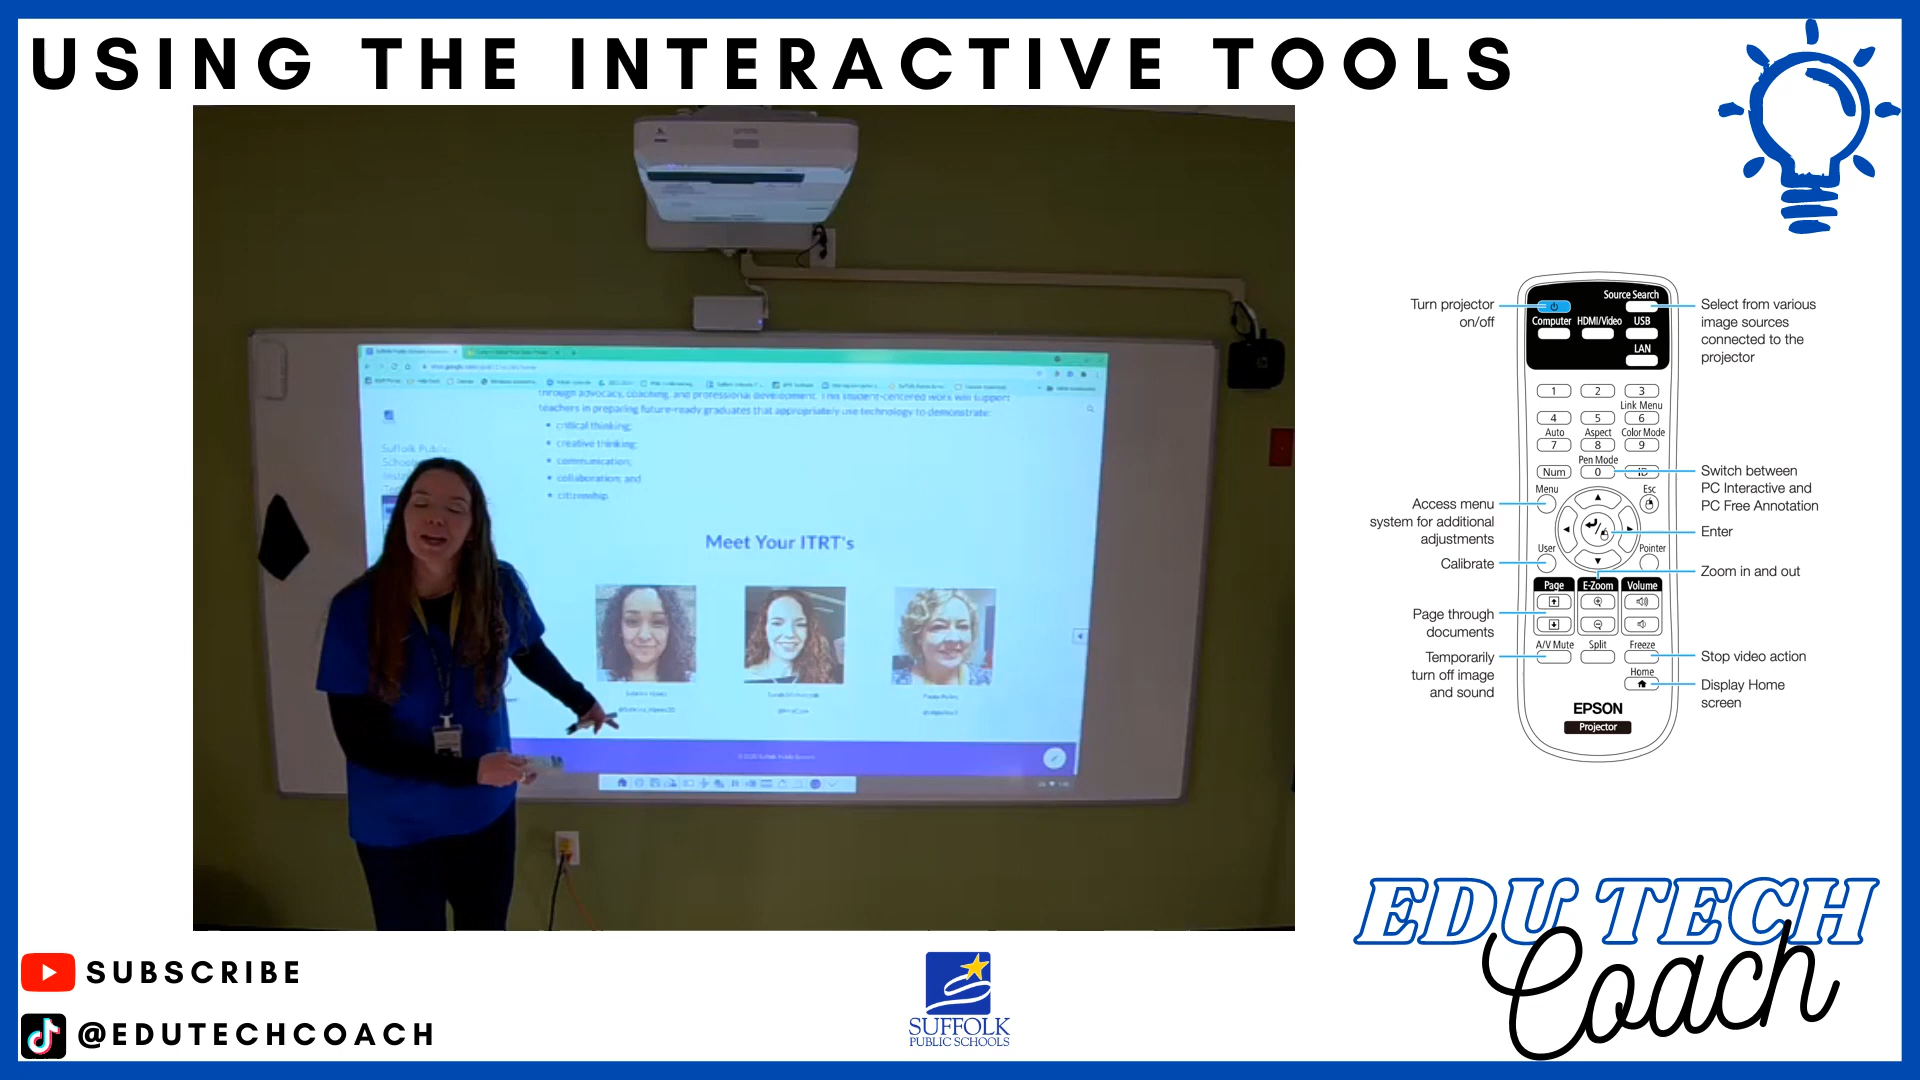 USING THE INTERACTIVE TOOLS
EPSON
through advocacy, coaching, and professional development. This student-centered work will support
teachers in preparing future-ready graduates that appropriately use technology to demonstrate:
• critical thinking;
• creative thinking;
• communication;
• collaboration; and
• citizenship.
Suffolk Public
Meet Your ITRT's
Turn projector
on/off
Access menu
system for additional
adjustments
Calibrate
Page through
documents
Temporarily
turn off image
and sound
Source Search
Computer HDMI/Video USB
LAN
1 2 3
Link Menu
4 5 6
Auto Aspect Color Mode
7 8 9
Pen Mode
Num 0 ID
Menu Esc
User Pointer
Page E-Zoom Volume
A/V Mute Split Freeze
Home
EPSON
Projector
Select from various
image sources
connected to the
projector
Switch between
PC Interactive and
PC Free Annotation
Enter
Zoom in and out
Stop video action
Display Home
screen
EDU TECH
Coach
SUBSCRIBE
@EDUTECHCOACH
SUFFOLK
PUBLIC SCHOOLS